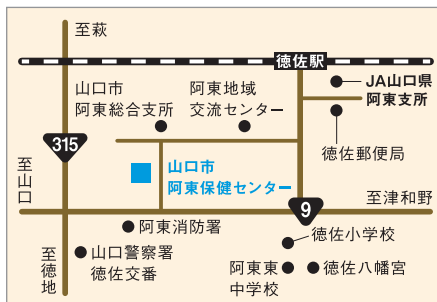 至萩
徳佐駅
山口市
阿東総合支所
阿東地域
交流センター
JA山口県
阿東支所
315
徳佐郵便局
至山口
山口市
阿東保健センター
至津和野
9
阿東消防署
徳佐小学校
至徳地
山口警察署
徳佐交番
阿東東
中学校
徳佐八幡宮